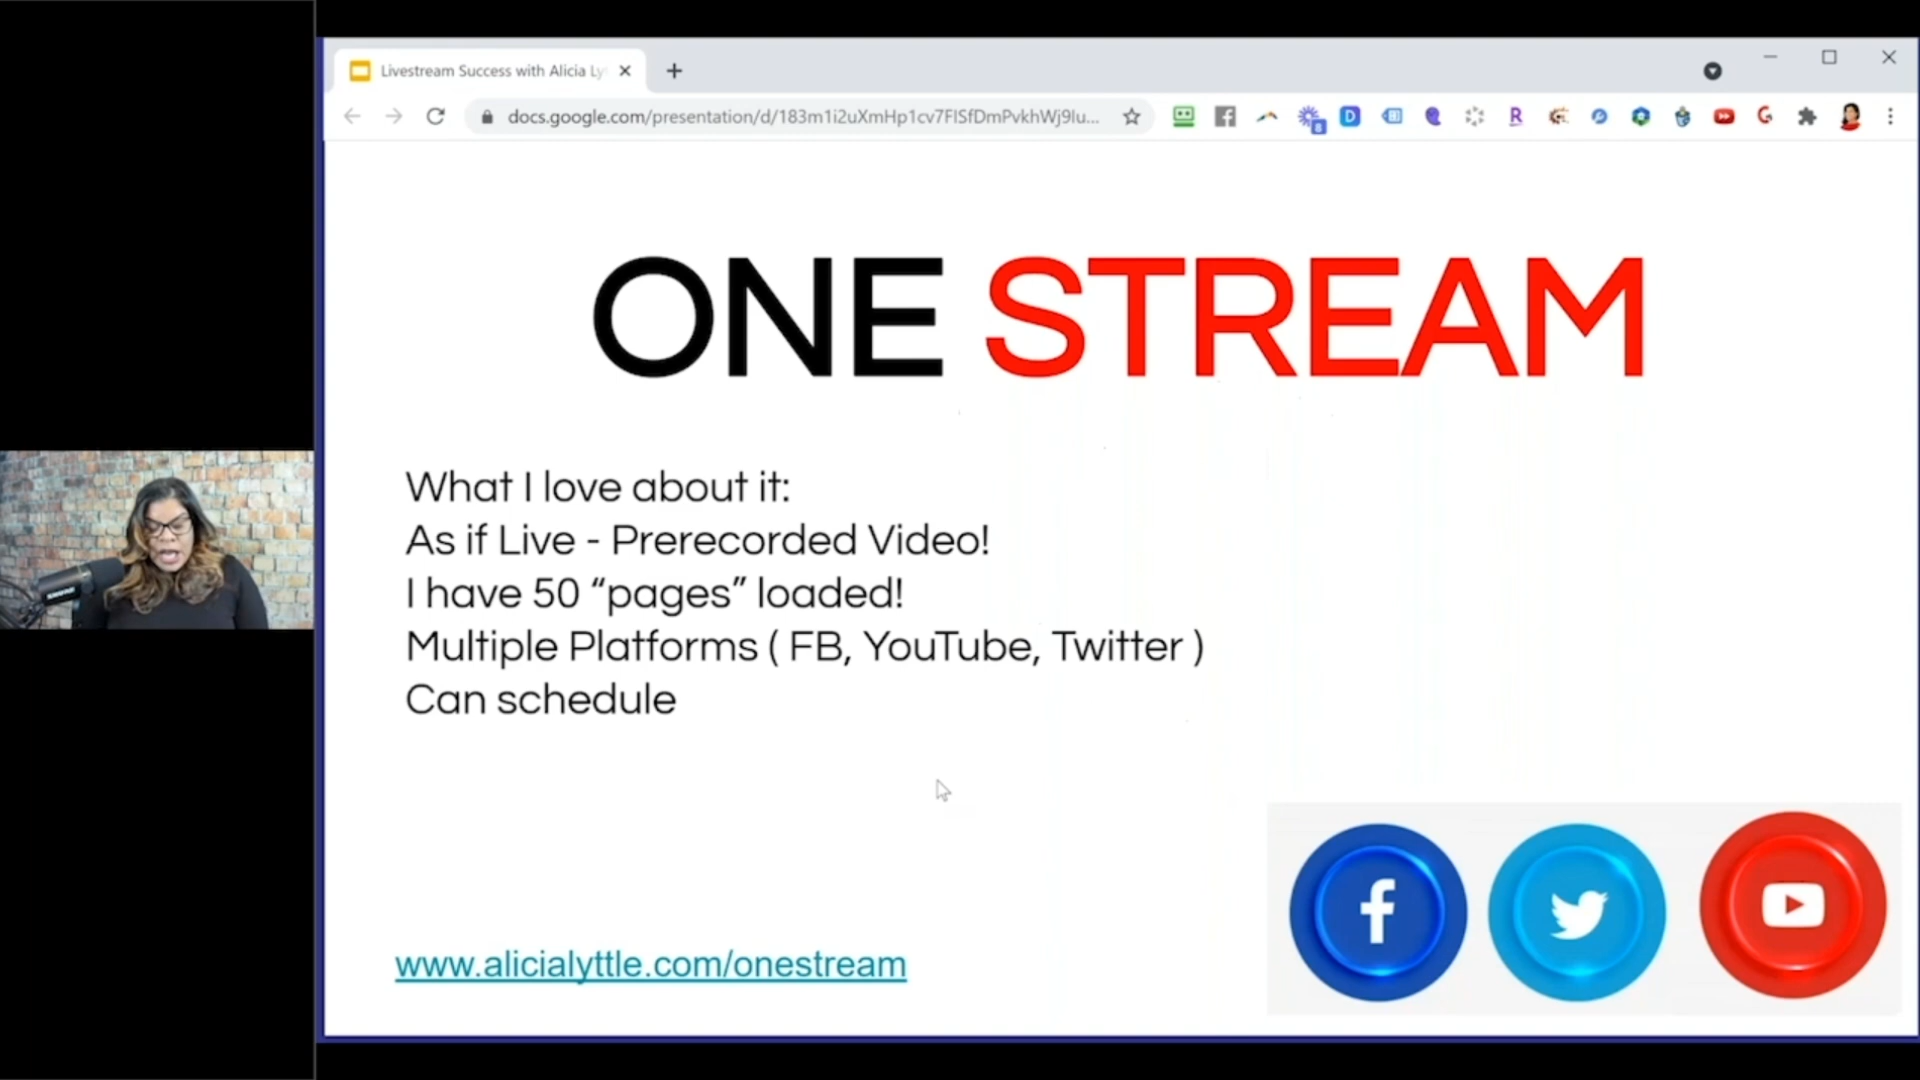 Livestream Success with Alicia Ly
docs.google.com/presentation/d/183m1i2uXmHp1cv7FISfDmPvkhWj9lu...
ONE STREAM
What I love about it:
As if Live - Prerecorded Video!
I have 50 “pages” loaded!
Multiple Platforms ( FB, YouTube, Twitter )
Can schedule
www.alicialyttle.com/onestream